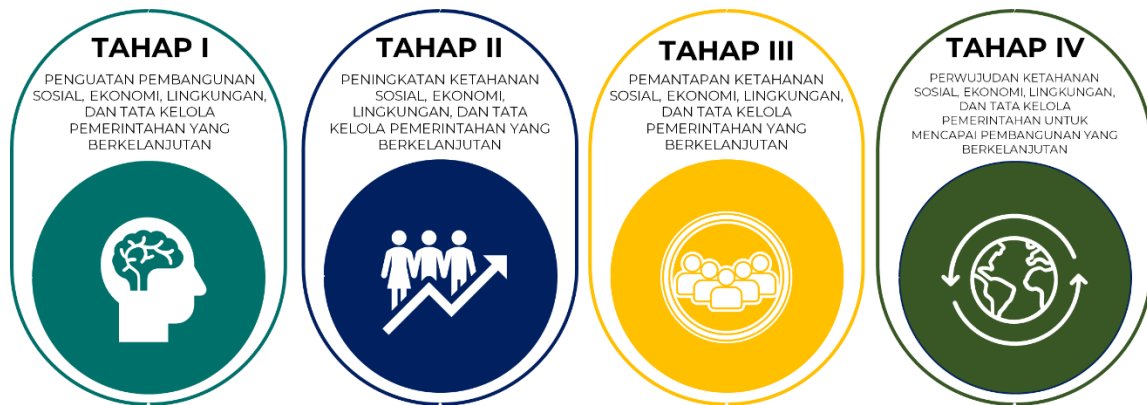 TAHAP I
PENGUATAN PEMBANGUNAN
SOSIAL, EKONOMI, LINGKUNGAN,
DAN TATA KELOLA
PEMERINTAHAN YANG
BERKELANJUTAN
TAHAP II
PENINGKATAN KETAHANAN
SOSIAL, EKONOMI,
LINGKUNGAN, DAN TATA
KELOLA PEMERINTAHAN YANG
BERKELANJUTAN
TAHAP III
PEMANTAPAN KETAHANAN
SOSIAL, EKONOMI, LINGKUNGAN,
DAN TATA KELOLA
PEMERINTAHAN YANG
BERKELANJUTAN
TAHAP IV
PERWUJUDAN KETAHANAN
SOSIAL, EKONOMI, LINGKUNGAN,
DAN TATA KELOLA
PEMERINTAHAN UNTUK
MENCAPAI PEMBANGUNAN YANG
BERKELANJUTAN